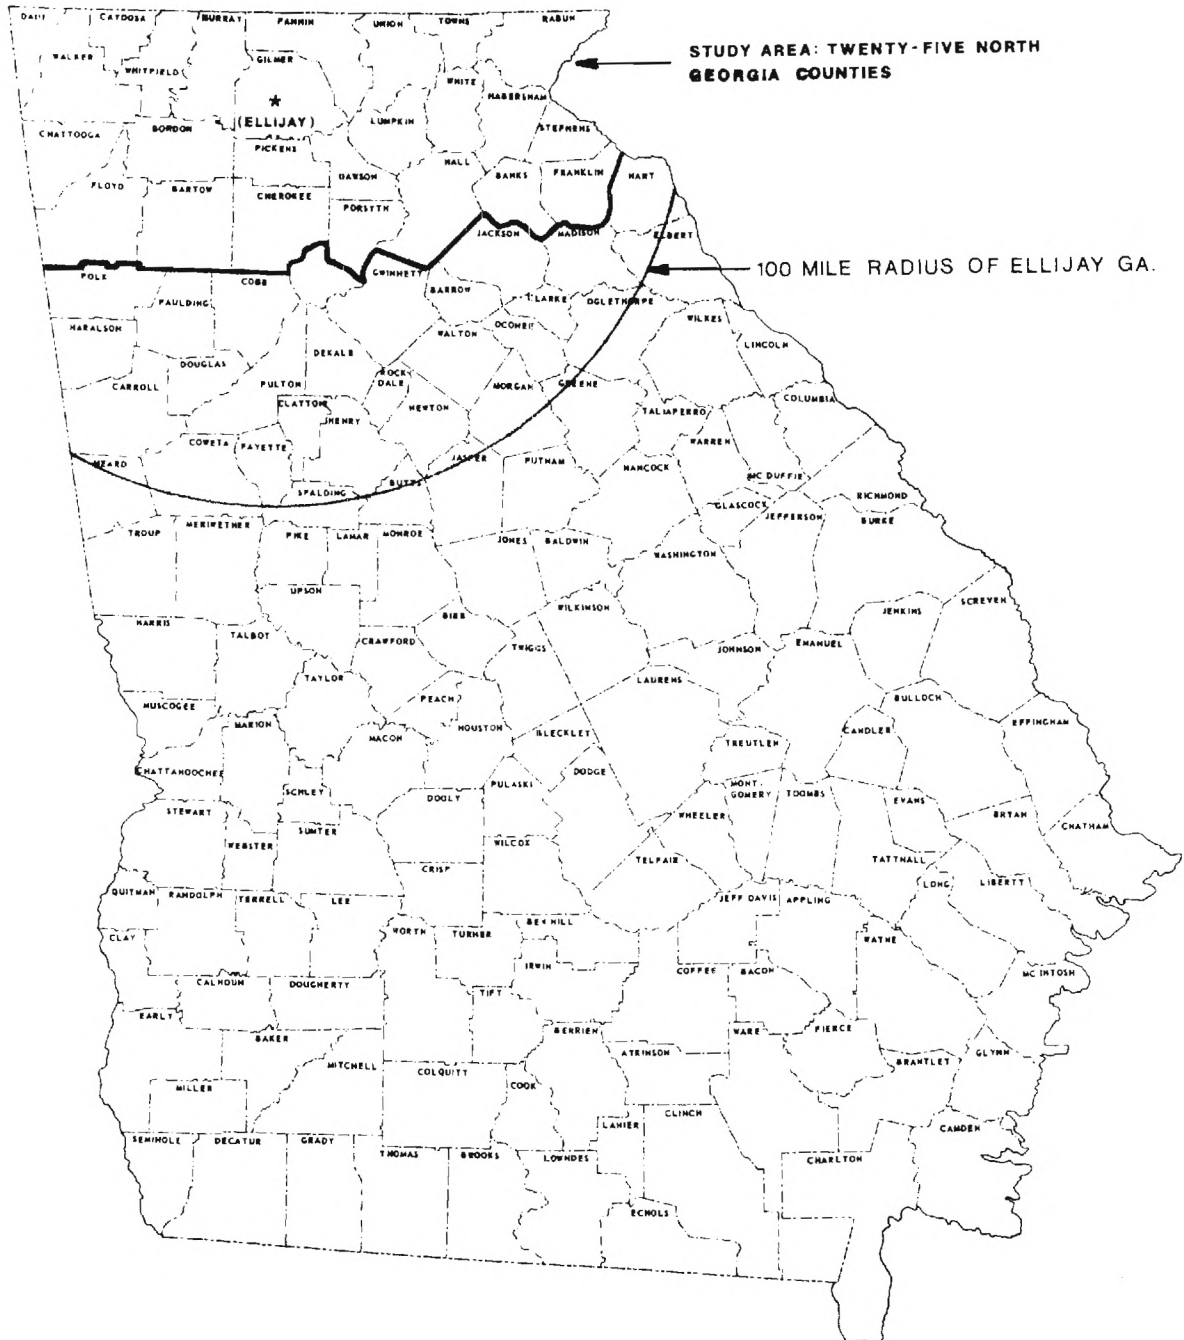 DADE
CATOOSA
MURRAY
FANNIN
UNION
TOWNS
RABUN
STUDY AREA: TWENTY-FIVE NORTH
GEORGIA COUNTIES
WALKER
WHITFIELD
GILMER
WHITE
HABERSHAM
(ELLIJAY)
LUMPKIN
STEPHENS
CHATTOOGA
GORDON
PICKENS
HALL
BANKS
FRANKLIN
HART
DAWSON
FLOYD
BARTOW
CHEROKEE
FORSYTH
JACKSON
MADISON
ELBERT
100 MILE RADIUS OF ELLIJAY GA.
POLK
COBB
GWINNETT
BARROW
CLARKE
OGLETHORPE
PAULDING
WILKES
HARALSON
WALTON
OCONEE
LINCOLN
DEKALB
DOUGLAS
CARROLL
FULTON
ROCK
DALE
MORGAN
GREENE
CLAYTON
HENRY
NEWTON
TALIAFERRO
COLUMBIA
COWETA
FAYETTE
WARREN
HEARD
JASPER
PUTNAM
HANCOCK
MC DUFFIE
SPALDING
BUTTS
GLASCOCK
RICHMOND
JEFFERSON
BURKE
TROUP
MERIWETHER
PIKE
LAMAR
MONROE
JONES
BALDWIN
WASHINGTON
UPSON
WILKINSON
JENKINS
SCREVEN
HARRIS
TALBOT
BIBB
CRAWFORD
TWIGGS
JOHNSON
EMANUEL
TAYLOR
LAURENS
MUSCOGEE
PEACH
BULLOCH
MARION
MACON
HOUSTON
BLECKLEY
TREUTLEN
CANDLER
EFFINGHAM
CHATTAHOOCHEE
SCHLEY
DOOLY
PULASKI
DODGE
MONT-
GOMERY
TOOMBS
EVANS
STEWART
SUMTER
WEBSTER
WILCOX
WHEELER
BRYAN
CHATHAM
CRISP
TELFAIR
TATTNALL
QUITMAN
RANDOLPH
TERRELL
LEE
JEFF DAVIS
APPLING
LONG
LIBERTY
CLAY
WORTH
TURNER
BEN HILL
IRWIN
WAYNE
CALHOUN
DOUGHERTY
TIFT
COFFEE
BACON
MC INTOSH
EARLY
BAKER
BERRIEN
WARE
PIERCE
MITCHELL
COLQUITT
ATKINSON
BRANTLEY
GLYNN
MILLER
COOK
CLINCH
LANIER
SEMINOLE
DECATUR
GRADY
THOMAS
BROOKS
LOWNDES
CHARLTON
CAMDEN
ECHOLS